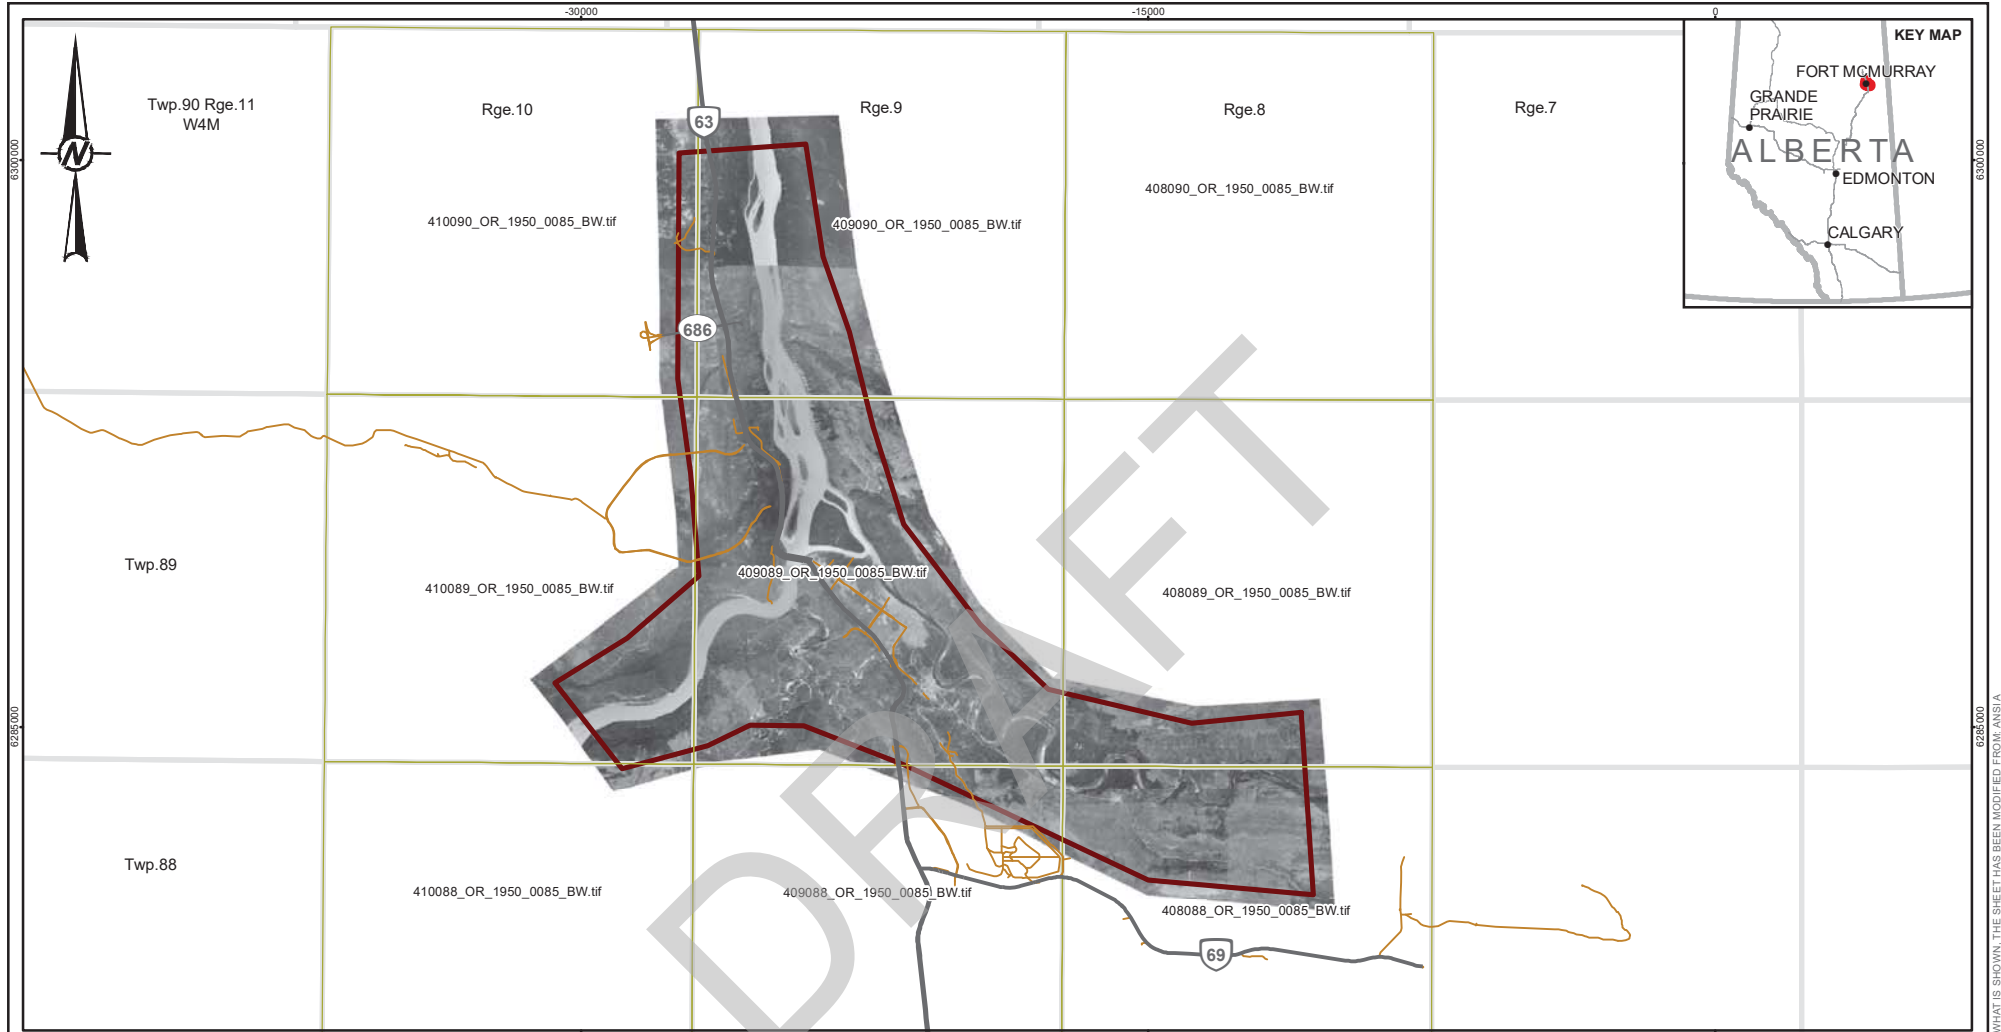 -30000
-15000
0
KEY MAP
FORT MCMURRAY
GRANDE
PRAIRIE
ALBERTA
EDMONTON
CALGARY
N
Twp.90 Rge.11
W4M
Rge.10
Rge.9
Rge.8
Rge.7
63
6300000
6300000
410090_OR_1950_0085_BW.tif
409090_OR_1950_0085_BW.tif
408090_OR_1950_0085_BW.tif
686
Twp.89
410089_OR_1950_0085_BW.tif
409089_OR_1950_0085_BW.tif
408089_OR_1950_0085_BW.tif
6285000
6285000
Twp.88
410088_OR_1950_0085_BW.tif
409088_OR_1950_0085_BW.tif
408088_OR_1950_0085_BW.tif
69
DRAFT
WHAT IS SHOWN, THE SHEET HAS BEEN MODIFIED FROM: ANSI A